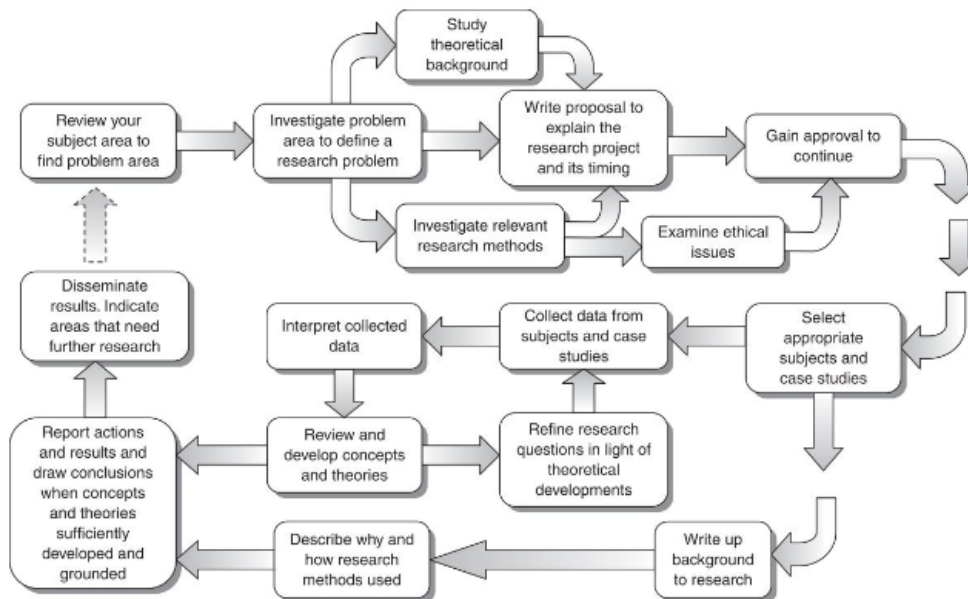 Study
theoretical
background
Review your
subject area to
find problem area
Investigate problem
area to define a
research problem
Write proposal to
explain the
research project
and its timing
Gain approval to
continue
Investigate relevant
research methods
Examine ethical
issues
Disseminate
results. Indicate
areas that need
further research
Interpret collected
data
Collect data from
subjects and case
studies
Select
appropriate
subjects and
case studies
Report actions
and results and
draw conclusions
when concepts
and theories
sufficiently
developed and
grounded
Review and
develop concepts
and theories
Refine research
questions in light of
theoretical
developments
Describe why and
how research
methods used
Write up
background
to research